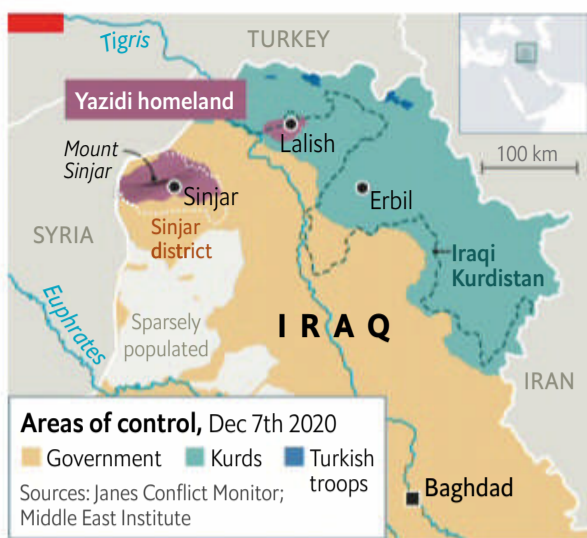 Tigris
TURKEY
Yazidi homeland
Lalish
100 km
Mount
Sinjar
Sinjar
Erbil
SYRIA
Sinjar
district
Iraqi
Kurdistan
Euphrates
Sparsely
populated
IRAQ
IRAN
Areas of control, Dec 7th 2020
Government
Kurds
Turkish
troops
Sources: Janes Conflict Monitor;
Middle East Institute
Baghdad